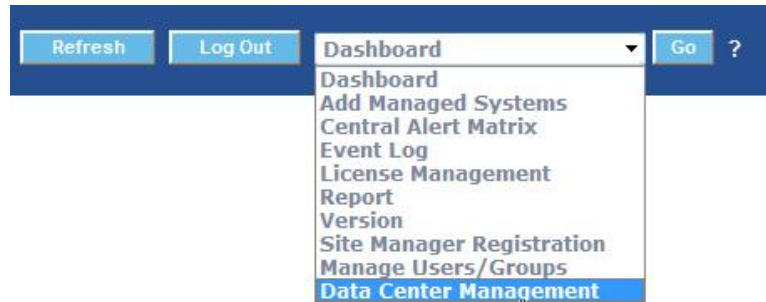 Refresh Log Out Dashboard Go ?
Dashboard
Add Managed Systems
Central Alert Matrix
Event Log
License Management
Report
Version
Site Manager Registration
Manage Users/Groups
Data Center Management